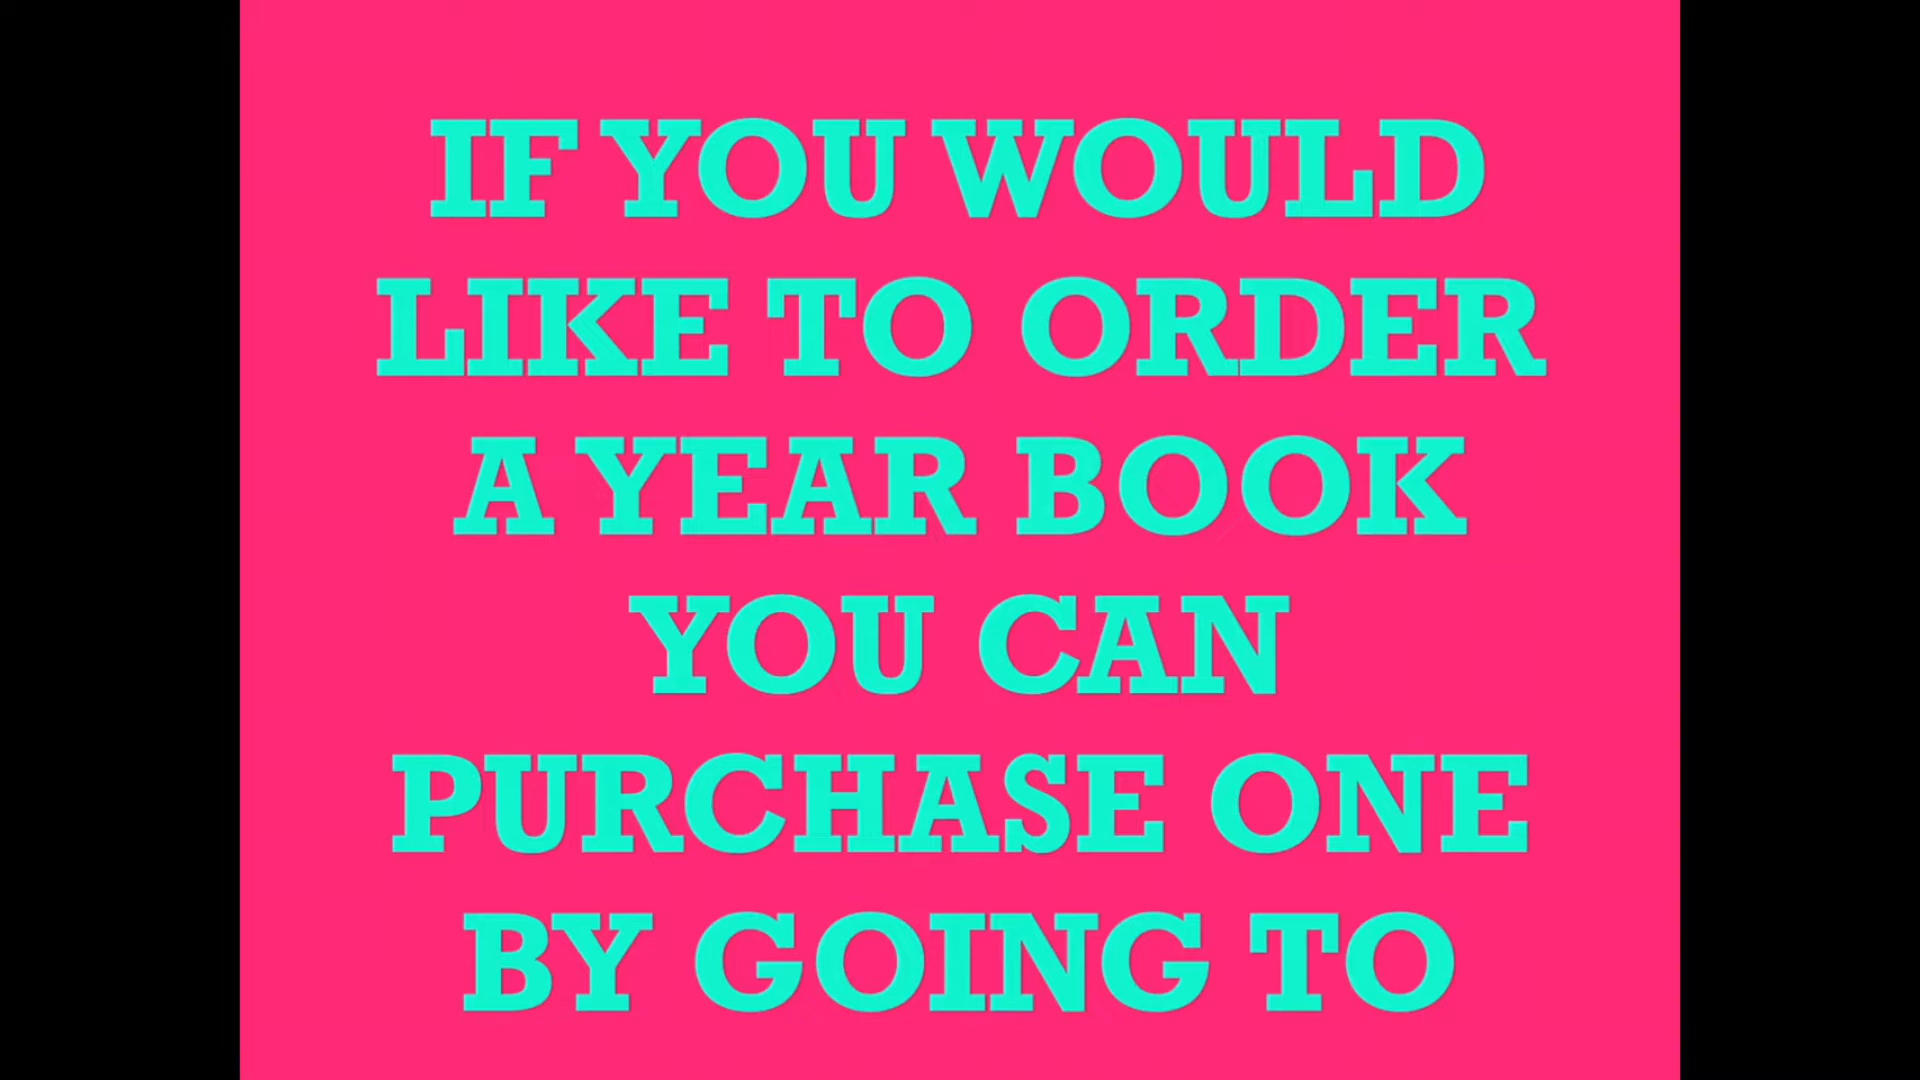 IF YOU WOULD
LIKE TO ORDER
A YEAR BOOK
YOU CAN
PURCHASE ONE
BY GOING TO